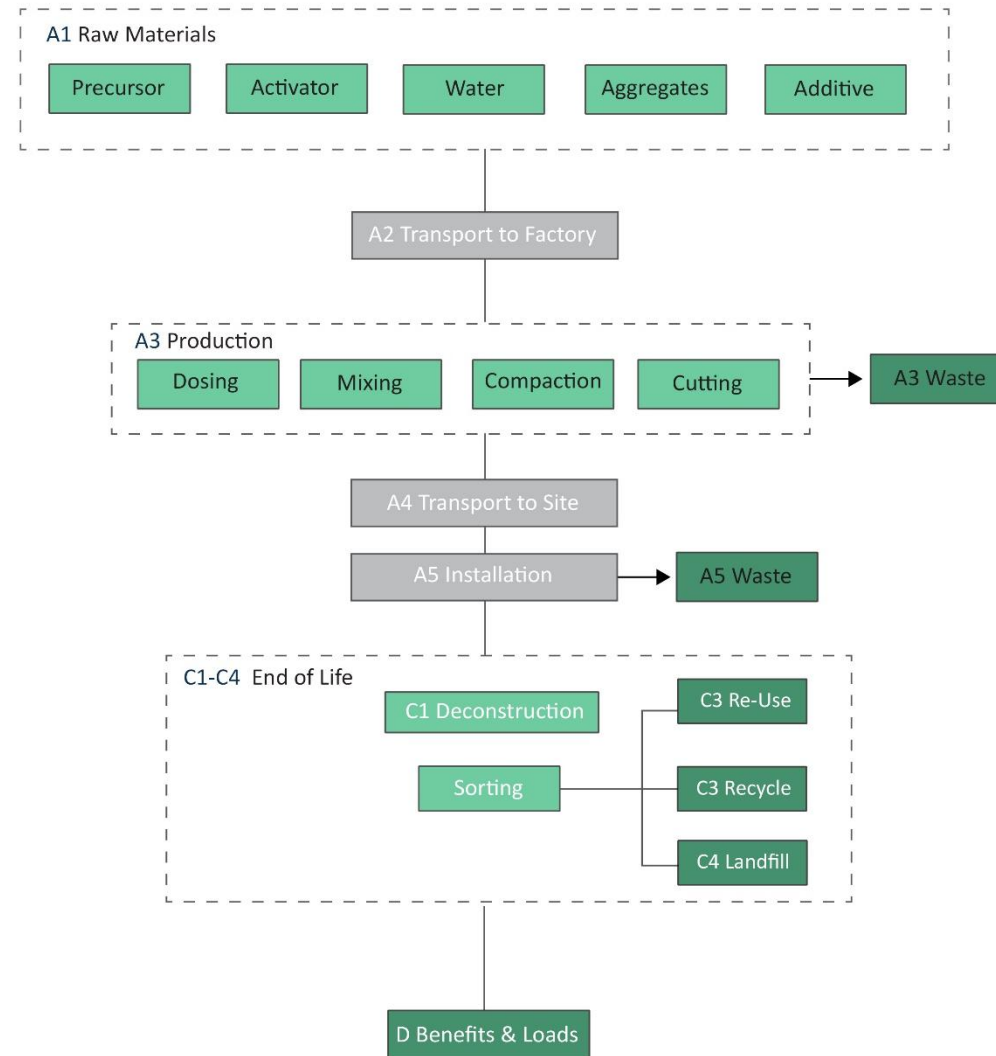 A1 Raw Materials
Precursor
Activator
Water
Aggregates
Additive
A2 Transport to Factory
A3 Production
Dosing
Mixing
Compaction
Cutting
A3 Waste
A4 Transport to Site
A5 Installation
A5 Waste
C1-C4 End of Life
C1 Deconstruction
C3 Re-Use
Sorting
C3 Recycle
C4 Landfill
D Benefits & Loads